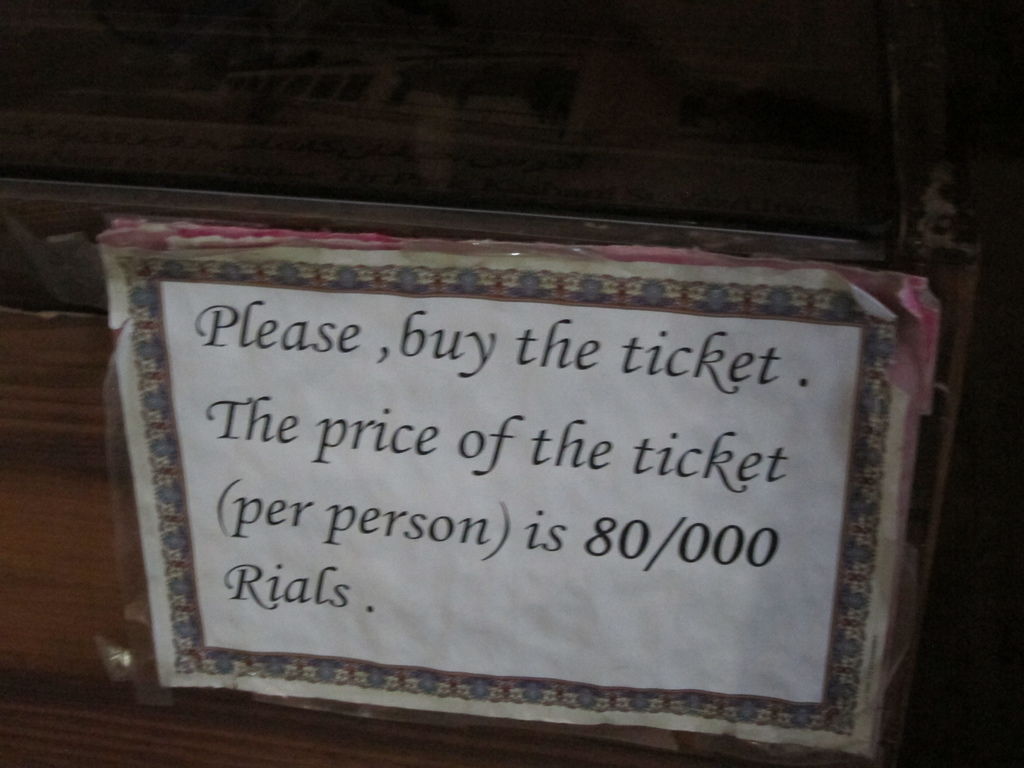 Please ,buy the ticket .
The price of the ticket
(per person) is 80/000
Rials .